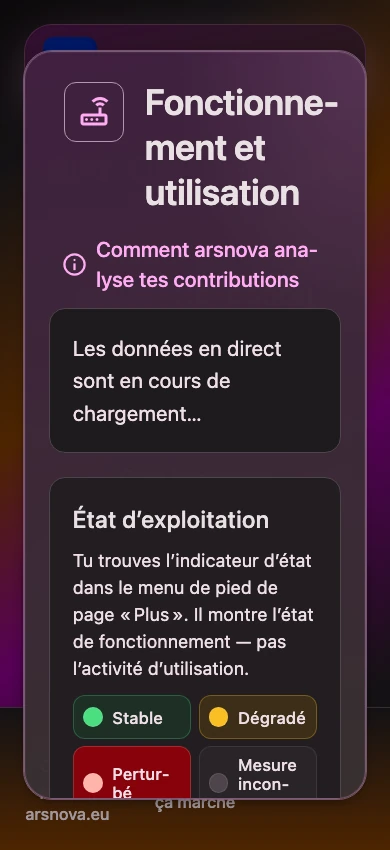 Fonctionne-
ment et
utilisation
Comment arsnova ana-
lyse tes contributions
Les données en direct
sont en cours de
chargement…
État d’exploitation
Tu trouves l’indicateur d’état
dans le menu de pied de
page « Plus ». Il montre l’état
de fonctionnement — pas
l’activité d’utilisation.
Stable
Dégradé
Pertur-
bé
Mesure
incon-
ça marche
arsnova.eu